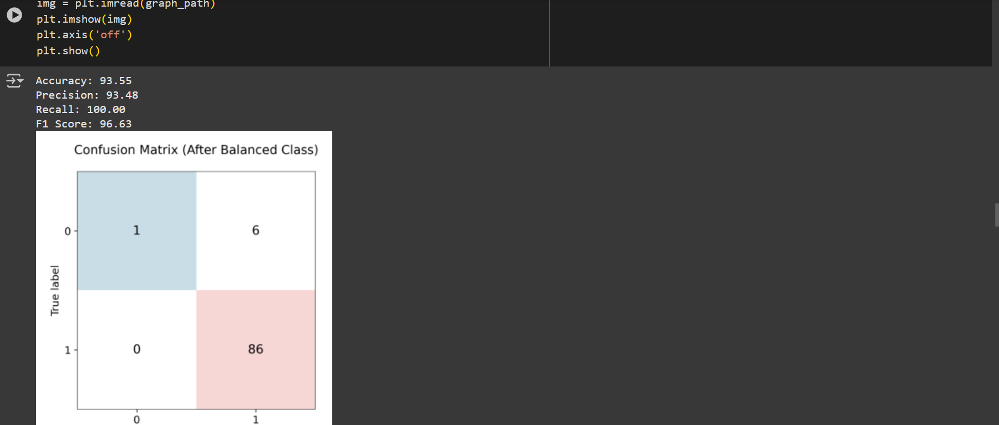 img = plt.imread(graph_path)
plt.imshow(img)
plt.axis('off')
plt.show()
Accuracy: 93.55
Precision: 93.48
Recall: 100.00
F1 Score: 96.63
Confusion Matrix (After Balanced Class)
0
1
6
True label
1
0
86
0
1